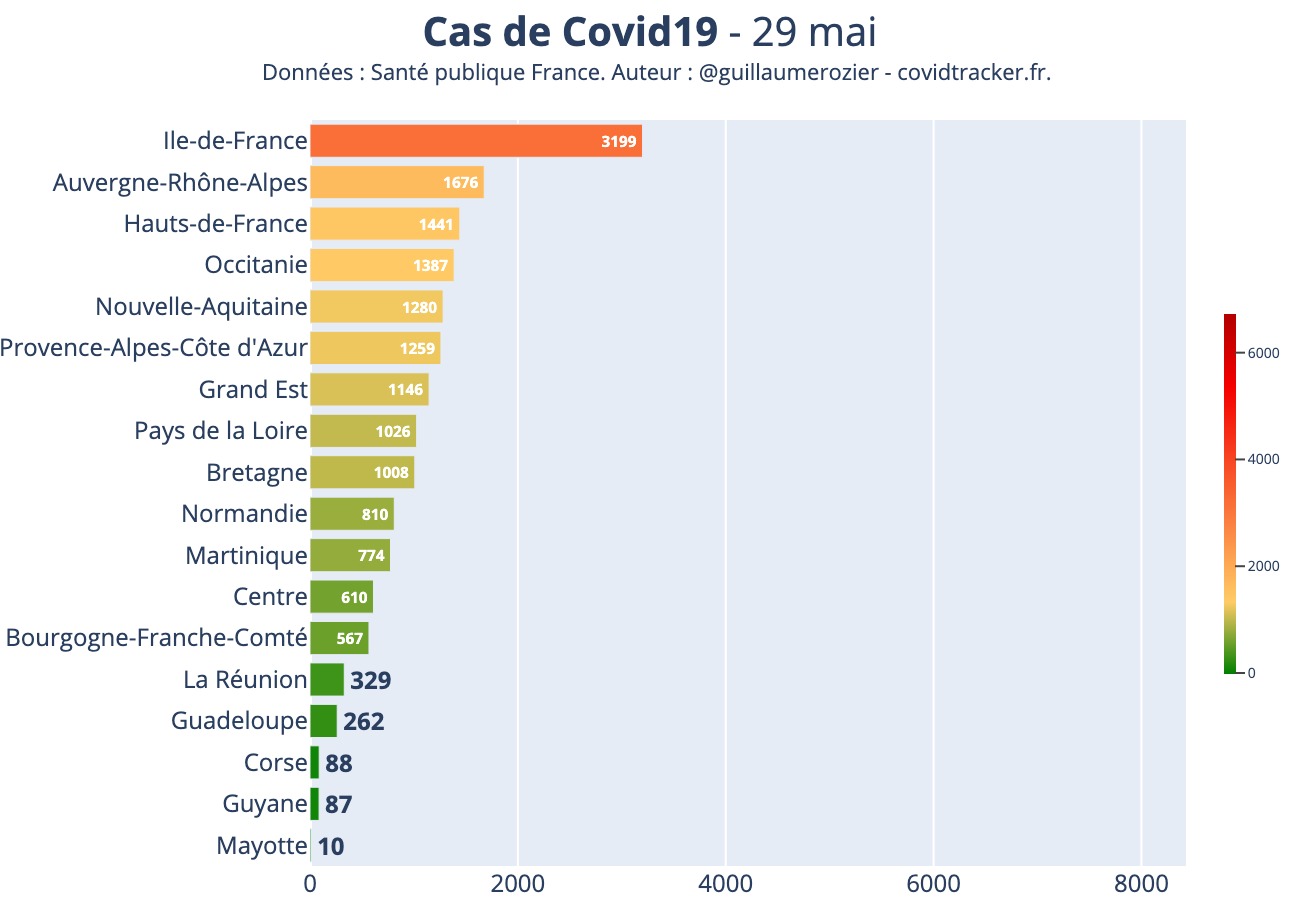 Cas de Covid19 - 29 mai
Données : Santé publique France. Auteur : @guillaumerozier - covidtracker.fr.
Ile-de-France 3199
Auvergne-Rhône-Alpes 1676
Hauts-de-France 1441
Occitanie 1387
Nouvelle-Aquitaine 1280
Provence-Alpes-Côte d'Azur 1259
Grand Est 1146
Pays de la Loire 1026
Bretagne 1008
Normandie 810
Martinique 774
Centre 610
Bourgogne-Franche-Comté 567
La Réunion 329
Guadeloupe 262
Corse 88
Guyane 87
Mayotte 10
0 2000 4000 6000 8000
6000
4000
2000
0